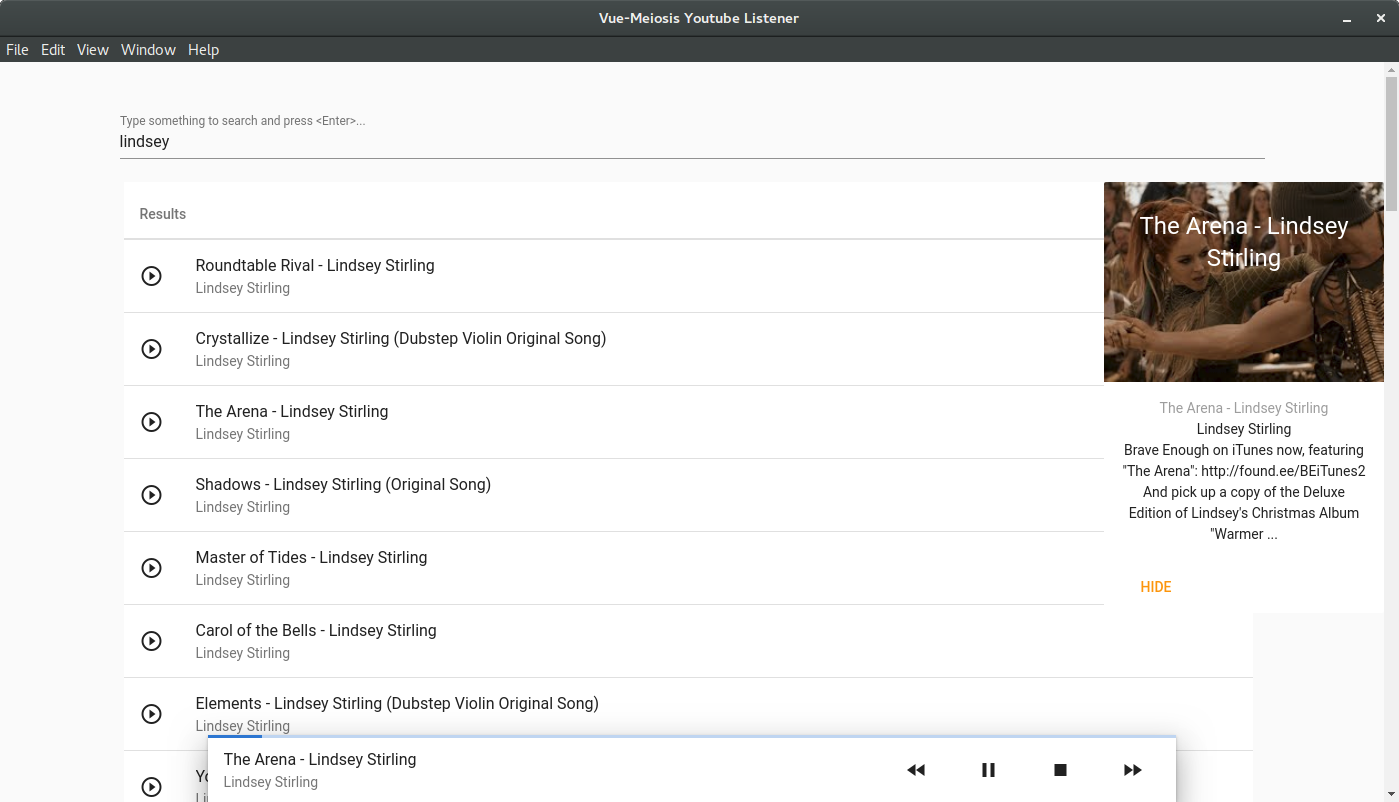 Vue-Meiosis Youtube Listener
File Edit View Window Help
Type something to search and press <Enter>...
lindsey
Results
Roundtable Rival - Lindsey Stirling
Lindsey Stirling
Crystallize - Lindsey Stirling (Dubstep Violin Original Song)
Lindsey Stirling
The Arena - Lindsey Stirling
Lindsey Stirling
Shadows - Lindsey Stirling (Original Song)
Lindsey Stirling
Master of Tides - Lindsey Stirling
Lindsey Stirling
Carol of the Bells - Lindsey Stirling
Lindsey Stirling
Elements - Lindsey Stirling (Dubstep Violin Original Song)
Lindsey Stirling
The Arena - Lindsey
Stirling
The Arena - Lindsey Stirling
Lindsey Stirling
Brave Enough on iTunes now, featuring
"The Arena": http://found.ee/BEiTunes2
And pick up a copy of the Deluxe
Edition of Lindsey's Christmas Album
"Warmer ...
HIDE
The Arena - Lindsey Stirling
Lindsey Stirling